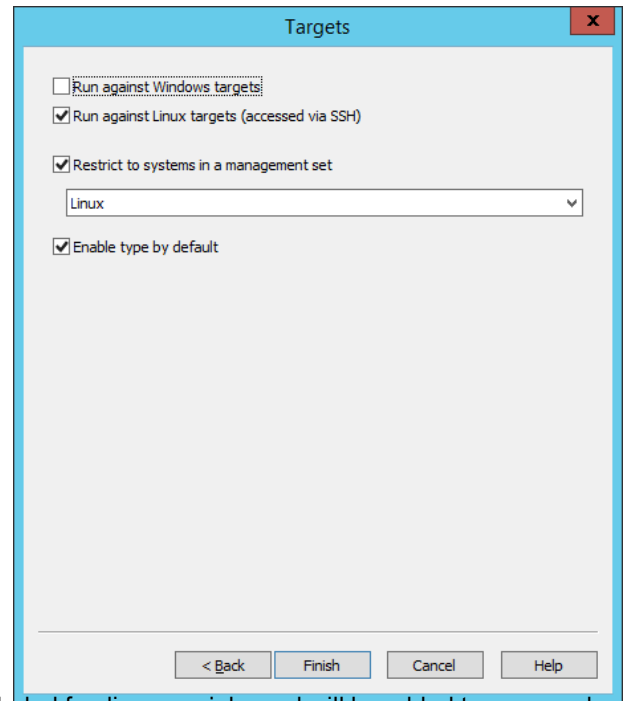 Targets
x
Run against Windows targets
Run against Linux targets (accessed via SSH)
Restrict to systems in a management set
Linux
Enable type by default
< Back
Finish
Cancel
Help